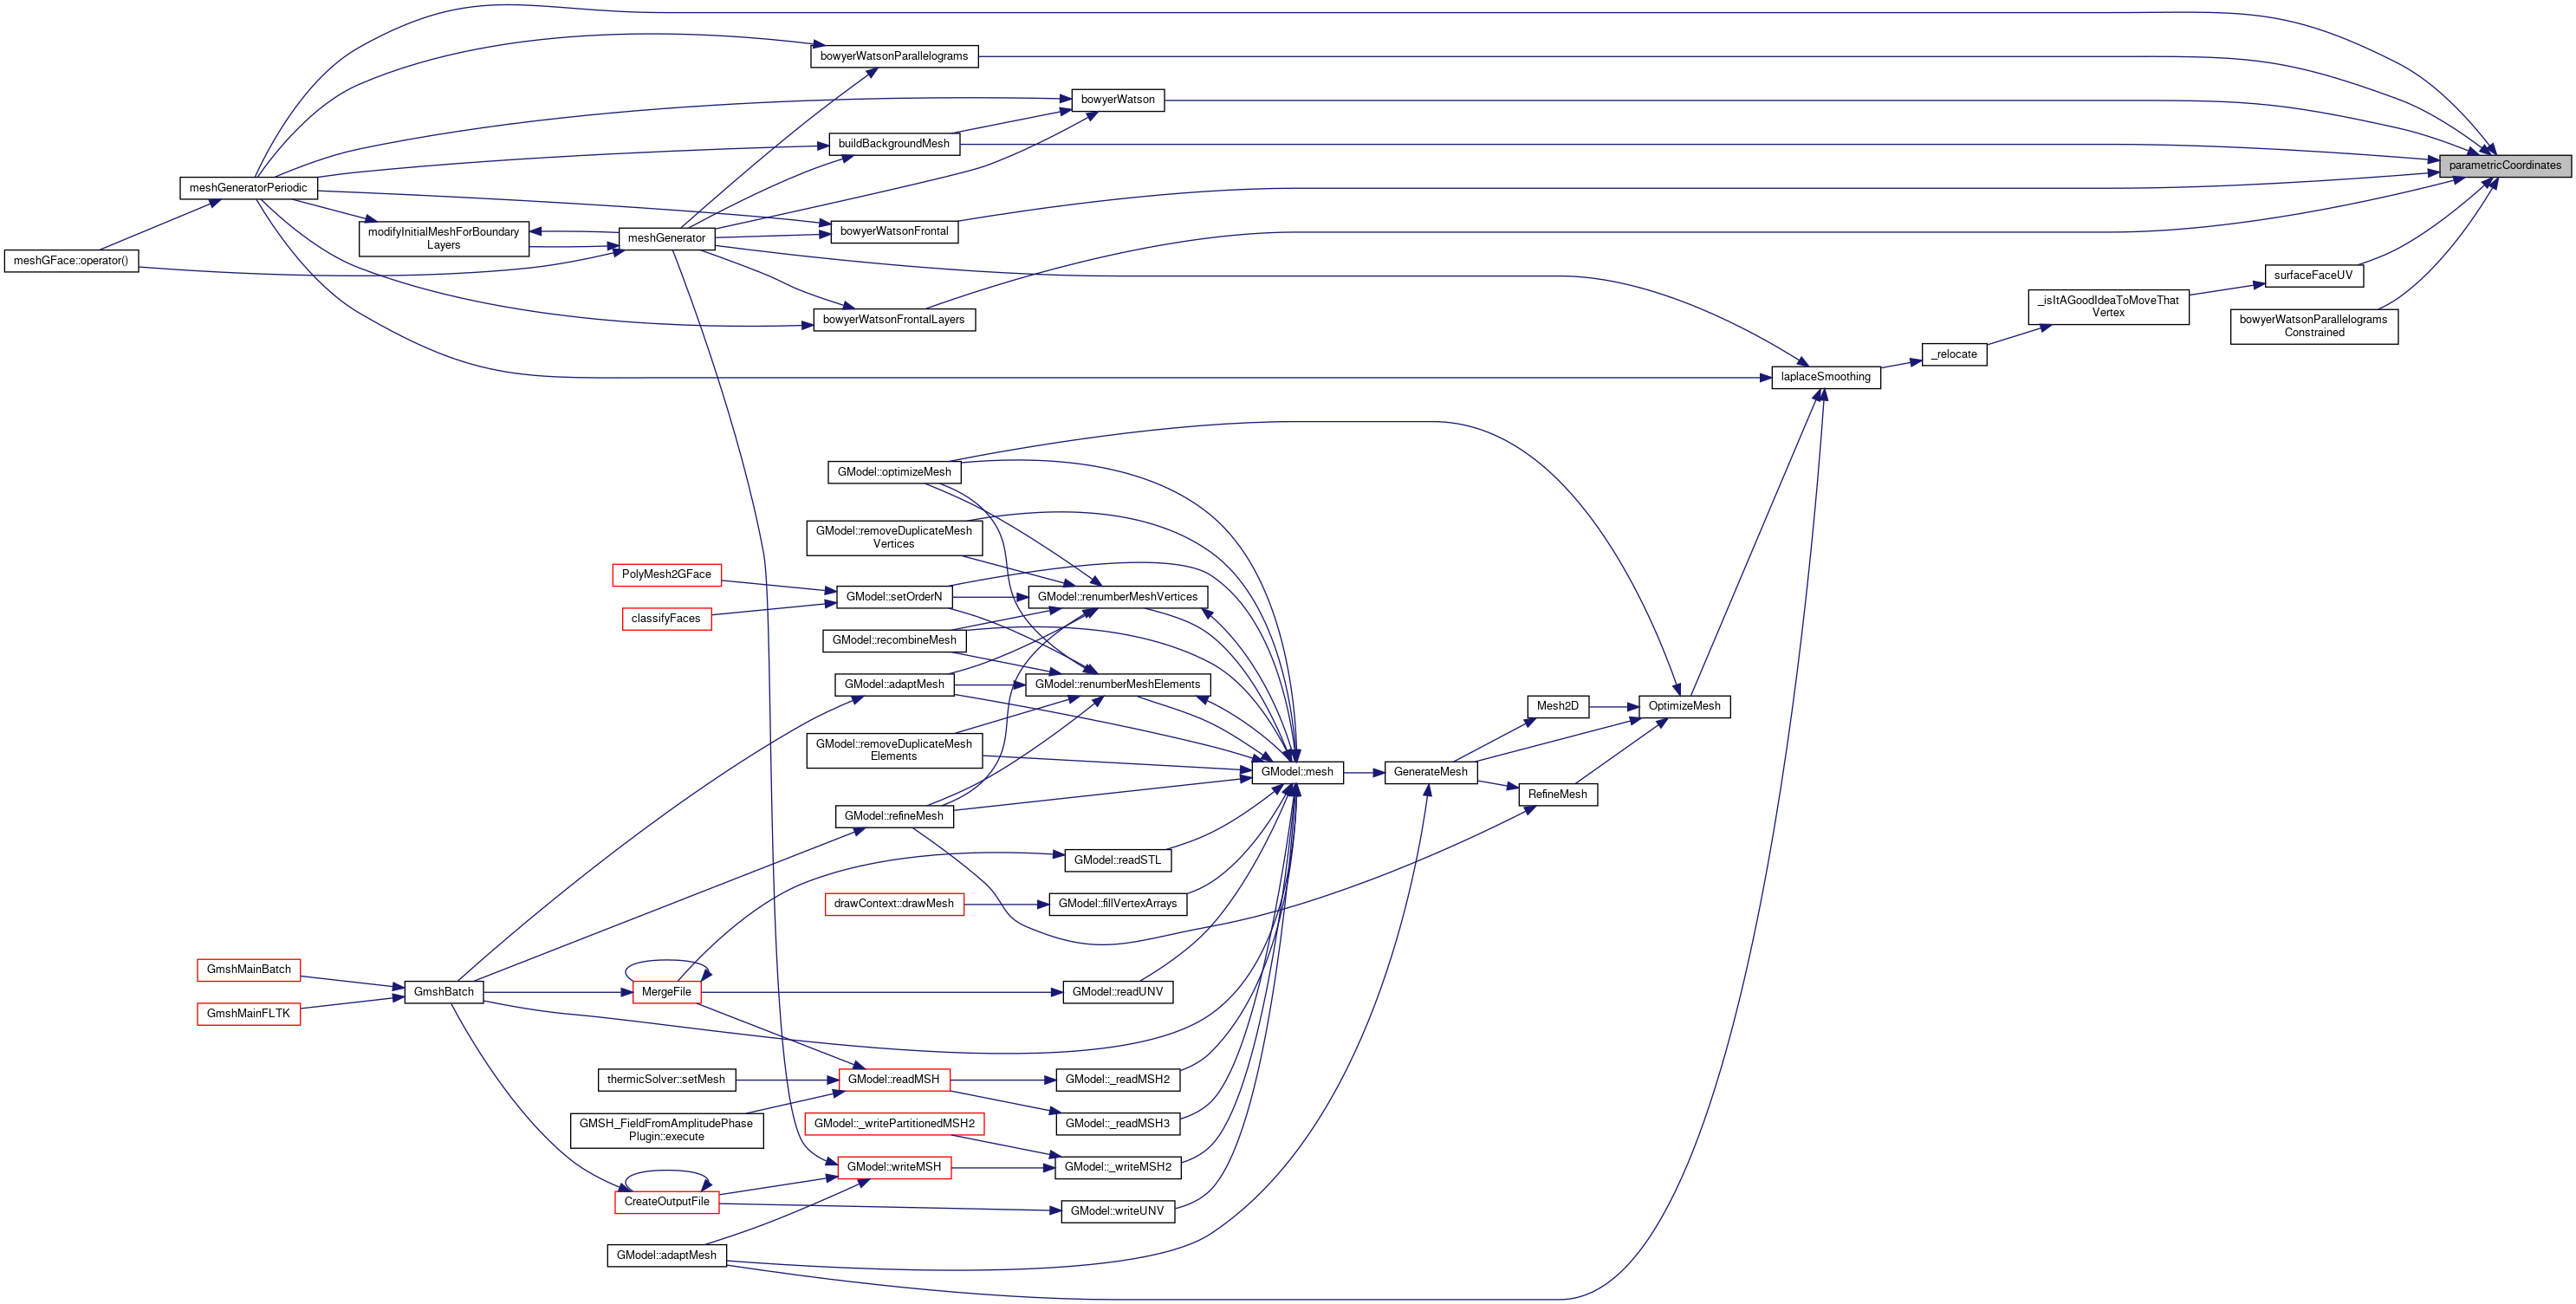 bowyerWatsonParallelograms
bowyerWatson
buildBackgroundMesh
parametricCoordinates
meshGeneratorPeriodic
modifyInitialMeshForBoundary
Layers
meshGenerator
bowyerWatsonFrontal
meshGFace::operator()
surfaceFaceUV
_isItAGoodIdeaToMoveThat
Vertex
bowyerWatsonFrontalLayers
bowyerWatsonParallelograms
Constrained
_relocate
laplaceSmoothing
GModel::optimizeMesh
GModel::removeDuplicateMesh
Vertices
PolyMesh2GFace
GModel::setOrderN
GModel::renumberMeshVertices
classifyFaces
GModel::recombineMesh
GModel::adaptMesh
GModel::renumberMeshElements
Mesh2D
OptimizeMesh
GModel::removeDuplicateMesh
Elements
GModel::mesh
GenerateMesh
RefineMesh
GModel::refineMesh
GModel::readSTL
drawContext::drawMesh
GModel::fillVertexArrays
GmshMainBatch
GmshBatch
MergeFile
GModel::readUNV
GmshMainFLTK
thermicSolver::setMesh
GModel::readMSH
GModel::_readMSH2
GMSH_FieldFromAmplitudePhase
Plugin::execute
GModel::_writePartitionedMSH2
GModel::_readMSH3
GModel::writeMSH
GModel::_writeMSH2
CreateOutputFile
GModel::writeUNV
GModel::adaptMesh